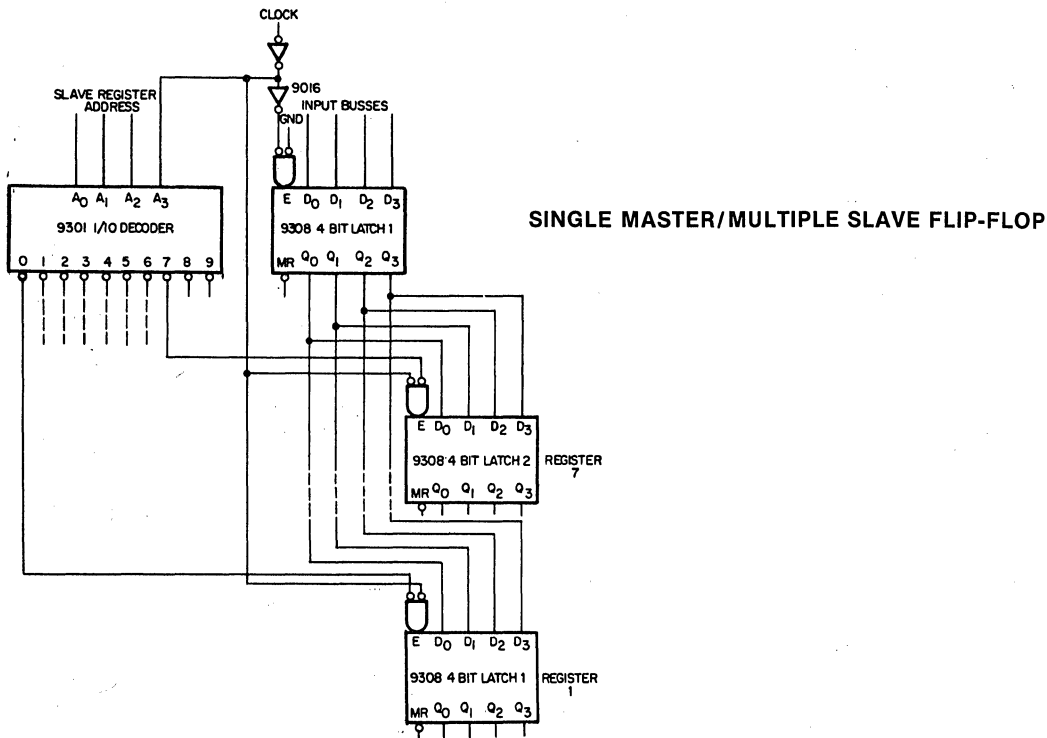 CLOCK
9016
SLAVE REGISTER
ADDRESS
INPUT BUSSES
GND
A0 A1 A2 A3
9301 1/10 DECODER
0 1 2 3 4 5 6 7 8 9
E D0 D1 D2 D3
9308 4 BIT LATCH 1
MR Q0 Q1 Q2 Q3
SINGLE MASTER/MULTIPLE SLAVE FLIP-FLOP
E D0 D1 D2 D3
9308 4 BIT LATCH 2
MR Q0 Q1 Q2 Q3
REGISTER
7
E D0 D1 D2 D3
9308 4 BIT LATCH 1
MR Q0 Q1 Q2 Q3
REGISTER
1